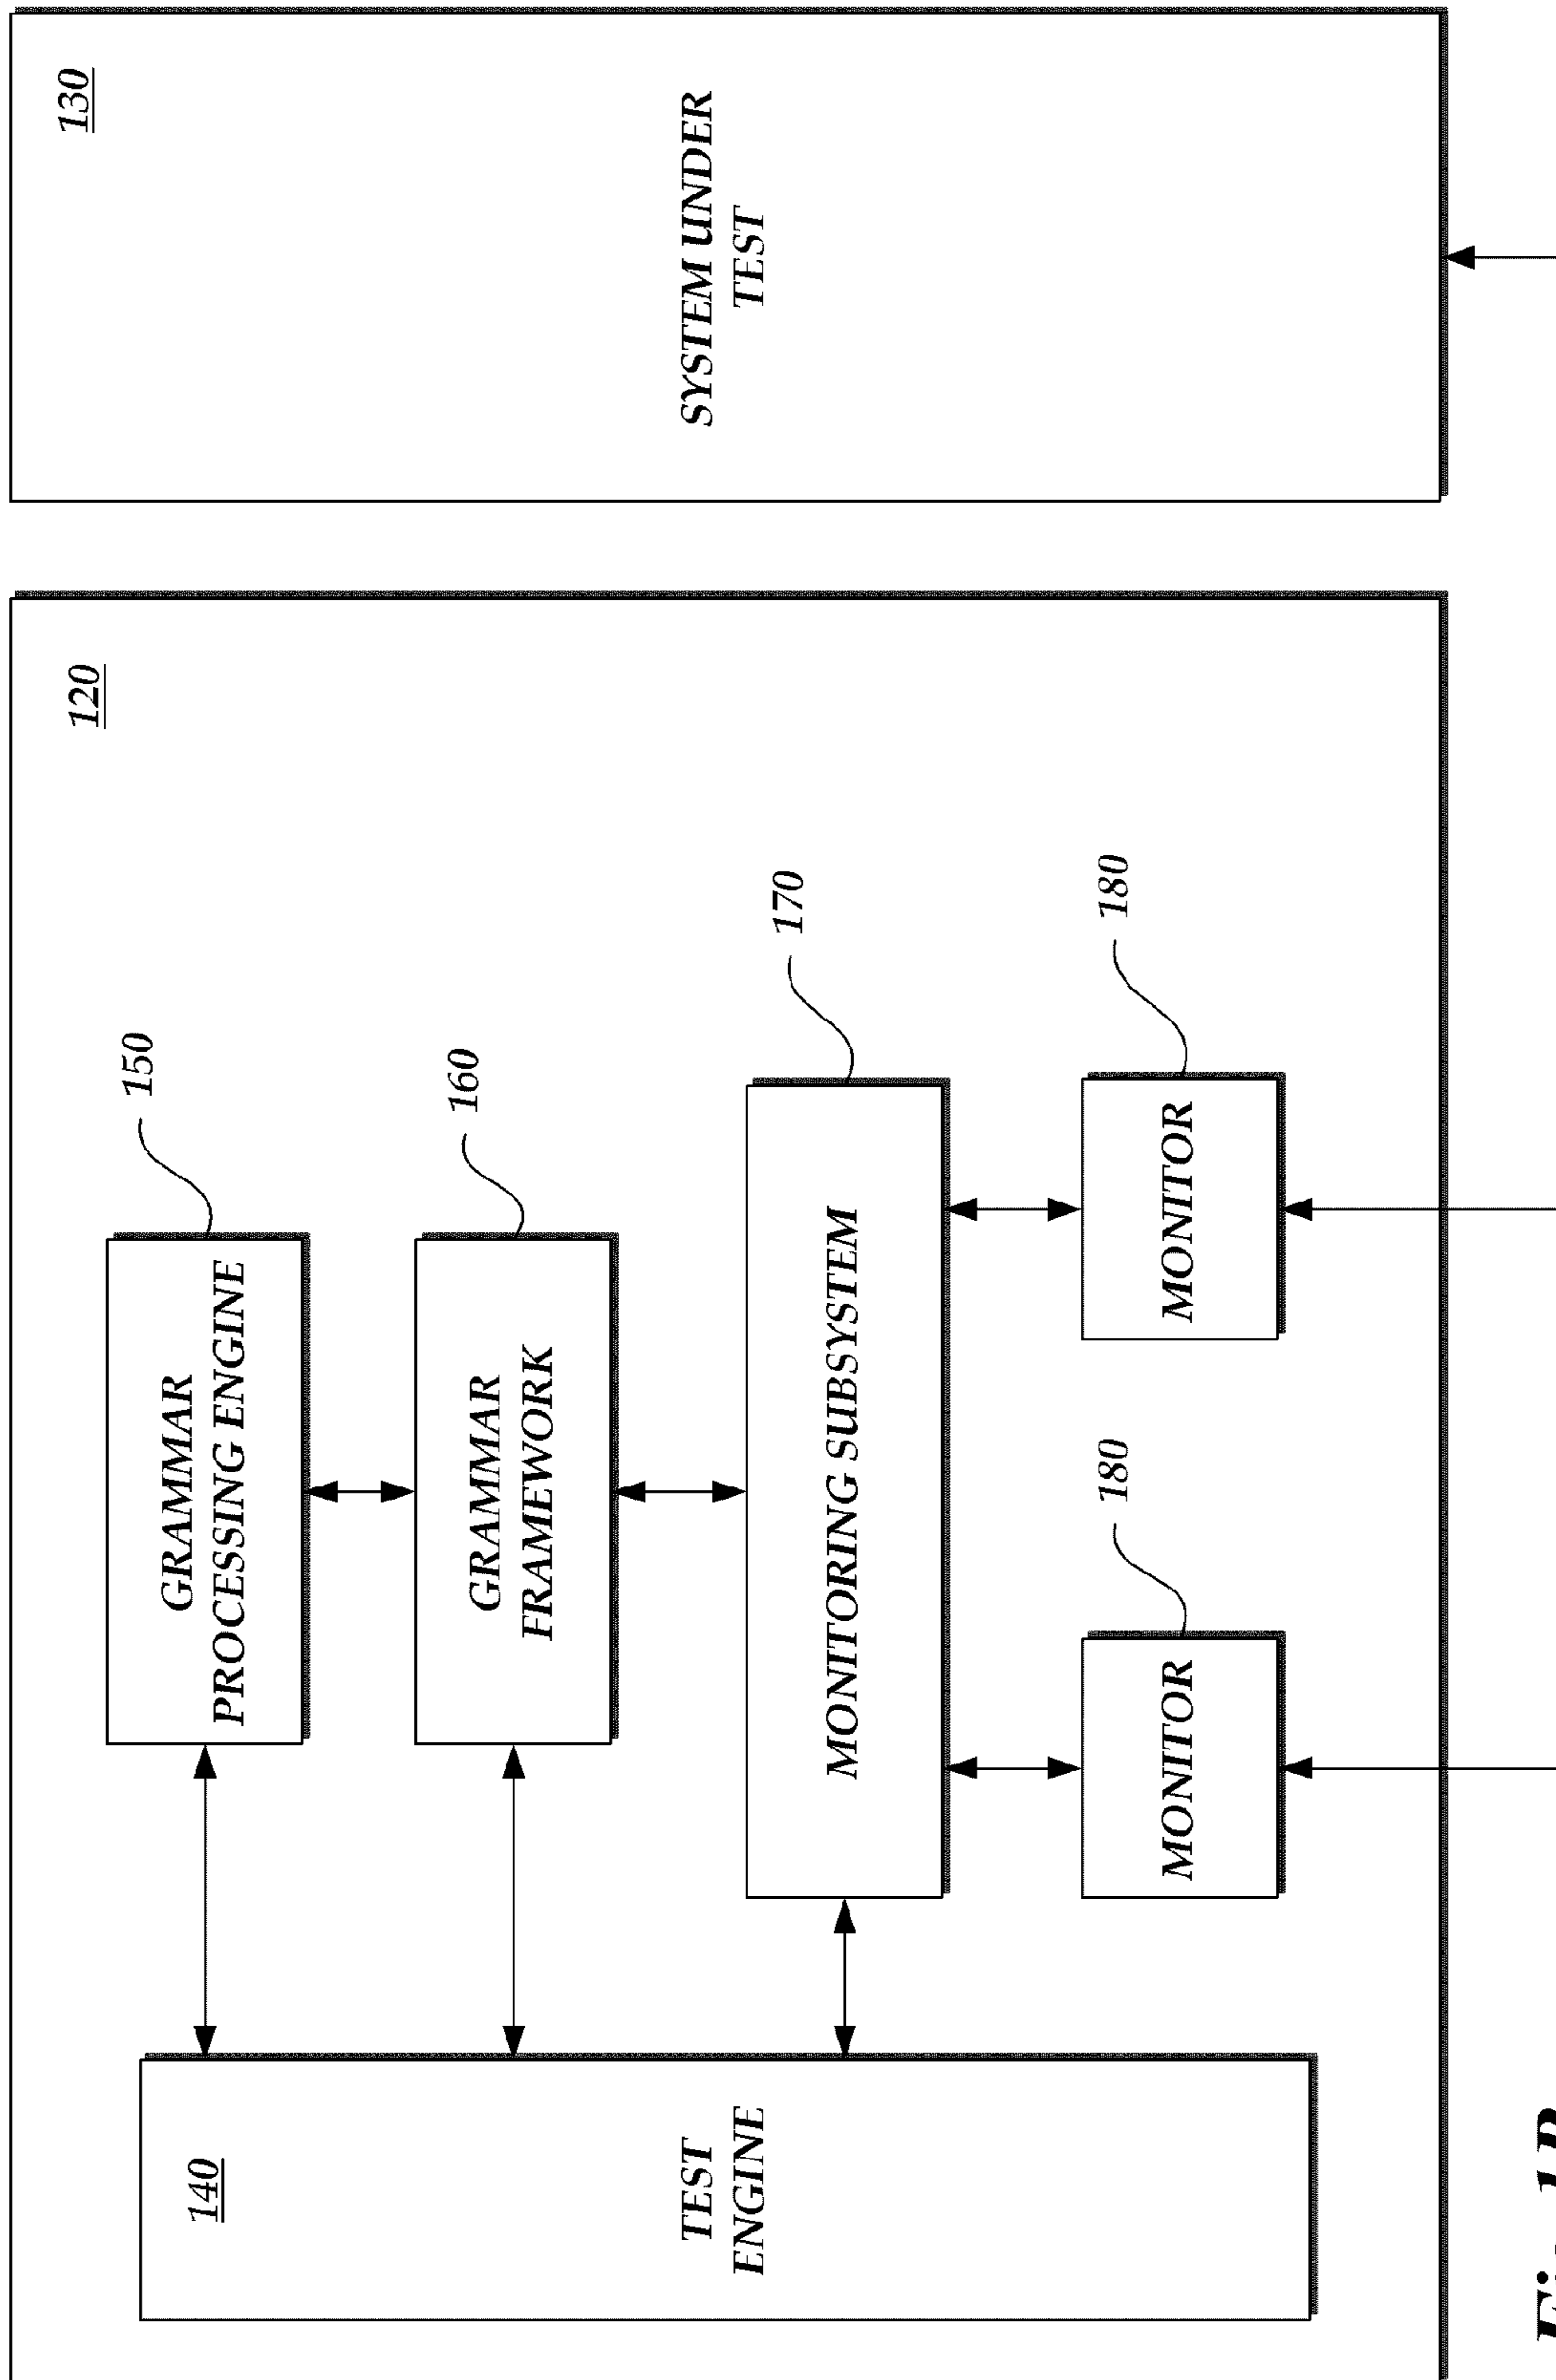 120
130
140
TEST
ENGINE
GRAMMAR
PROCESSING ENGINE
150
GRAMMAR
FRAMEWORK
160
MONITORING SUBSYSTEM
170
MONITOR
180
MONITOR
180
SYSTEM UNDER
TEST